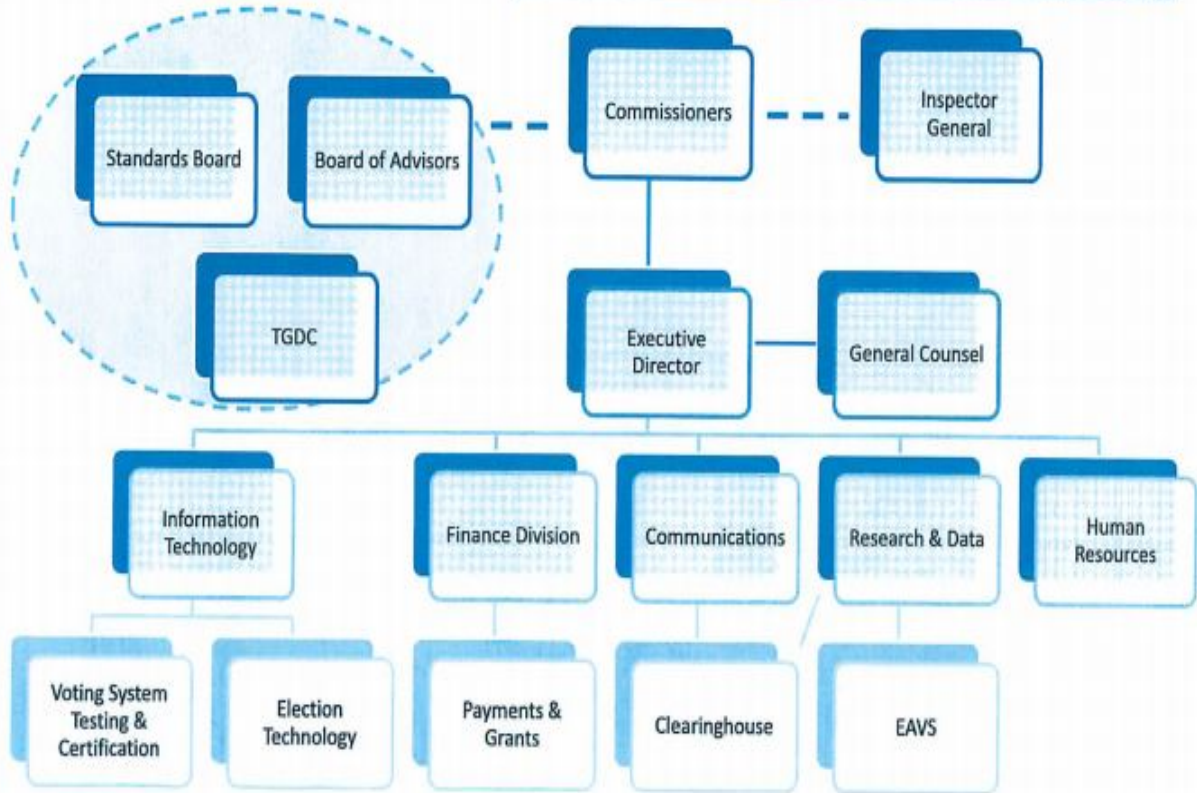 Commissioners
Inspector
General
Standards Board
Board of Advisors
TGDC
Executive
Director
General Counsel
Information
Technology
Finance Division
Communications
Research & Data
Human
Resources
Voting System
Testing &
Certification
Election
Technology
Payments &
Grants
Clearinghouse
EAVS